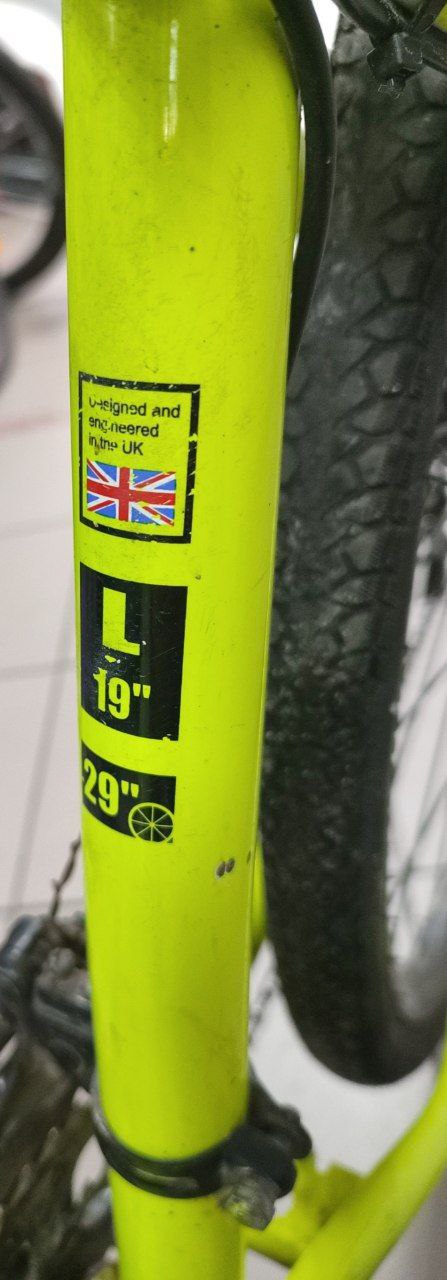 Designed and
engineered
in the UK
L
19"
29"